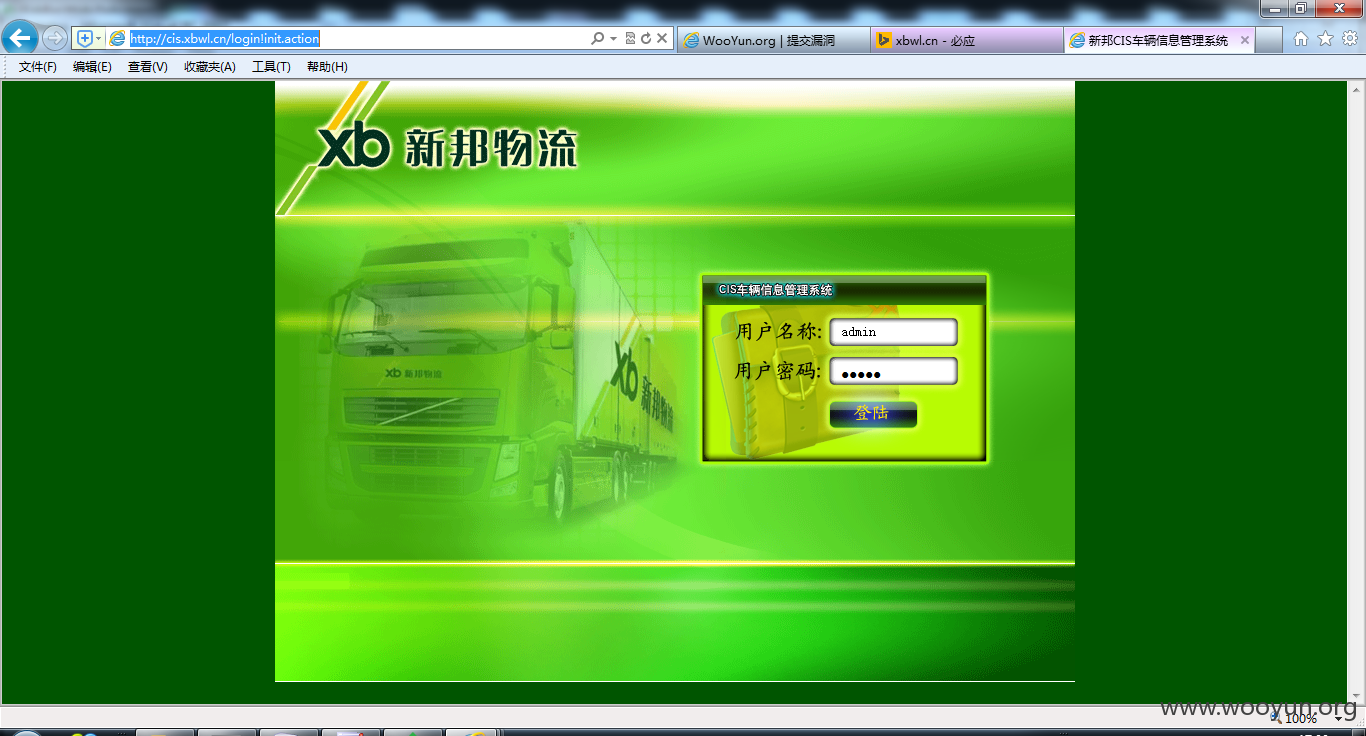 http://cis.xbwl.cn/login!init.action
WooYun.org | 提交漏洞
xbwl.cn - 必应
新邦CIS车辆信息管理系统
文件(F) 编辑(E) 查看(V) 收藏夹(A) 工具(T) 帮助(H)
xb 新邦物流
xb 新邦物流
xb 新邦物流
CIS车辆信息管理系统
用户名称: admin
用户密码: ●●●●●
登陆
www.wooyun.org
100%